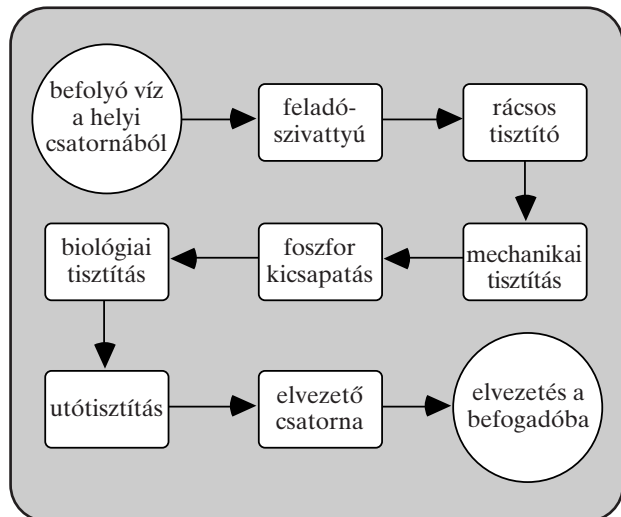 befolyó víz
a helyi
csatornából
feladó-
szivattyú
rácsos
tisztító
mechanikai
tisztítás
foszfor
kicsapatás
biológiai
tisztítás
utótisztítás
elvezető
csatorna
elvezetés a
befogadóba